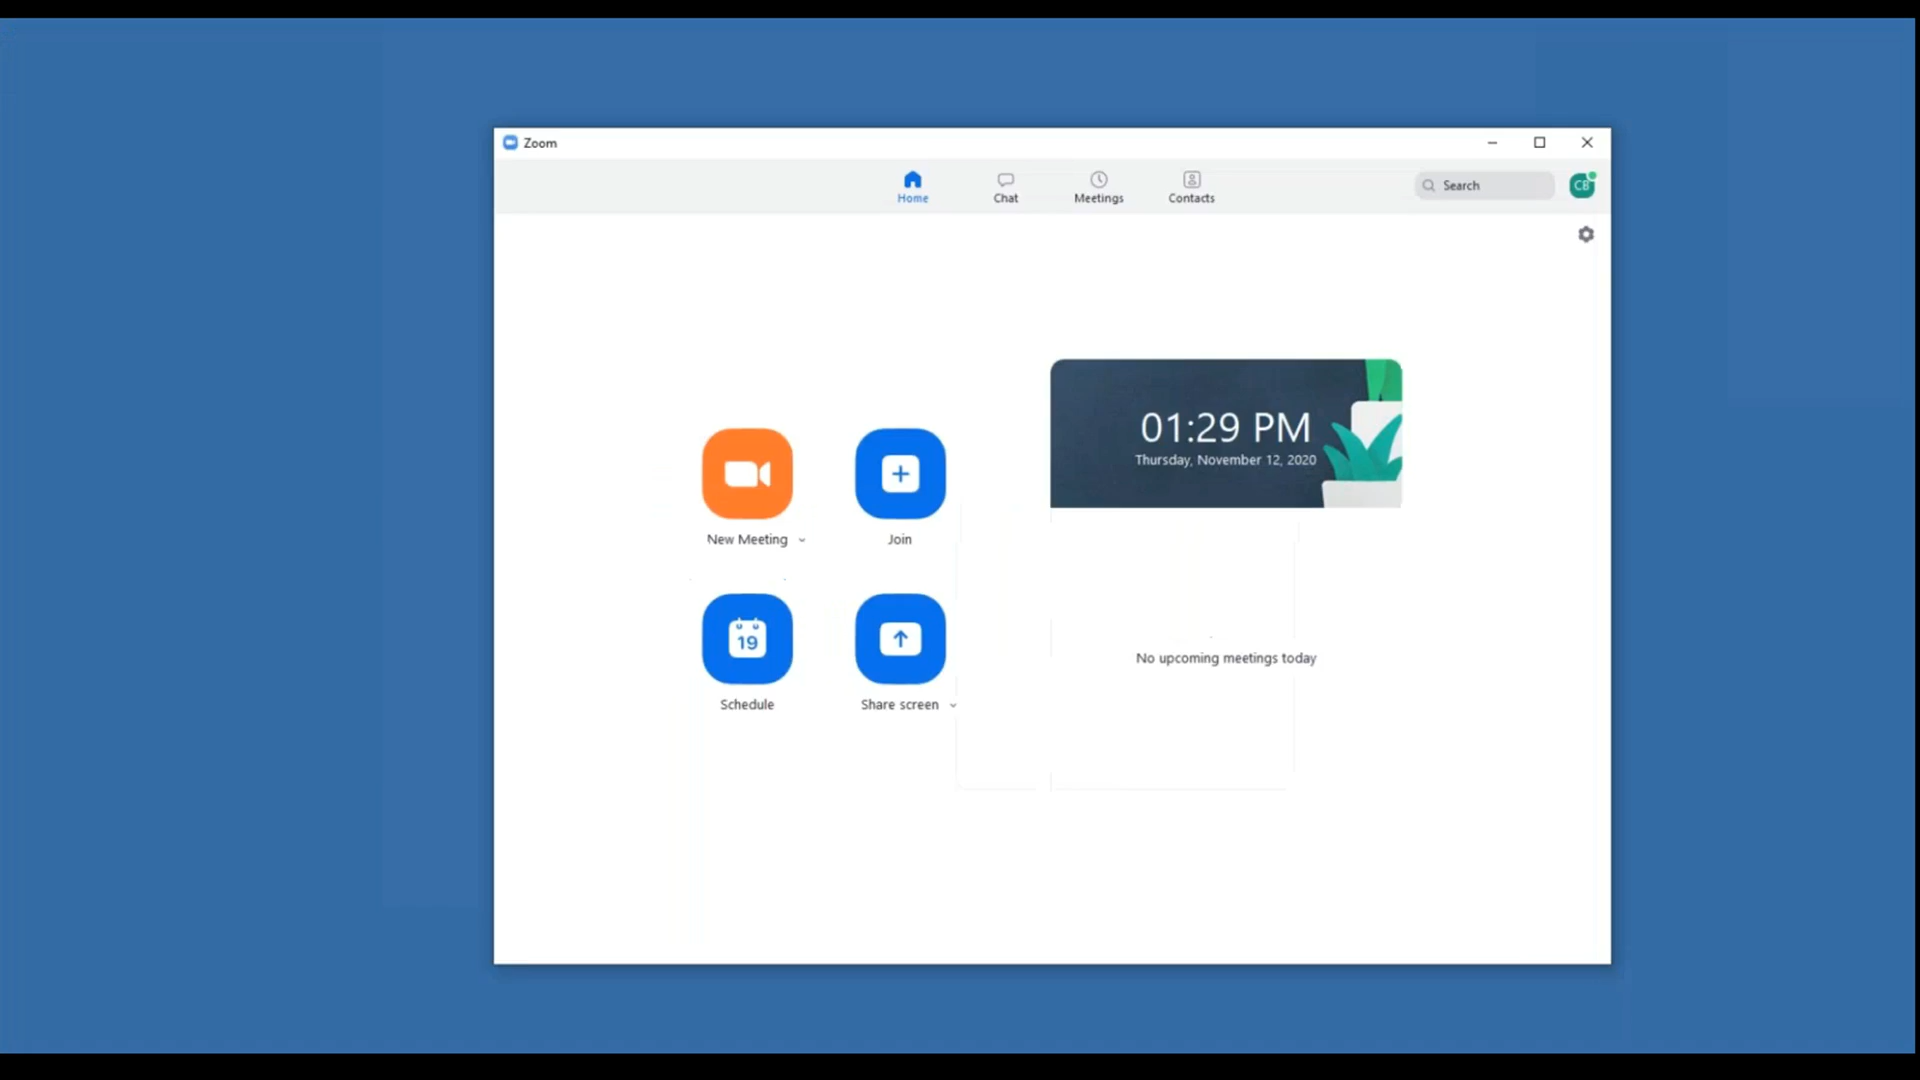 Zoom
Home
Chat
Meetings
Contacts
Search
CB
01:29 PM
Thursday, November 12, 2020
New Meeting
Join
19
Schedule
Share screen
No upcoming meetings today